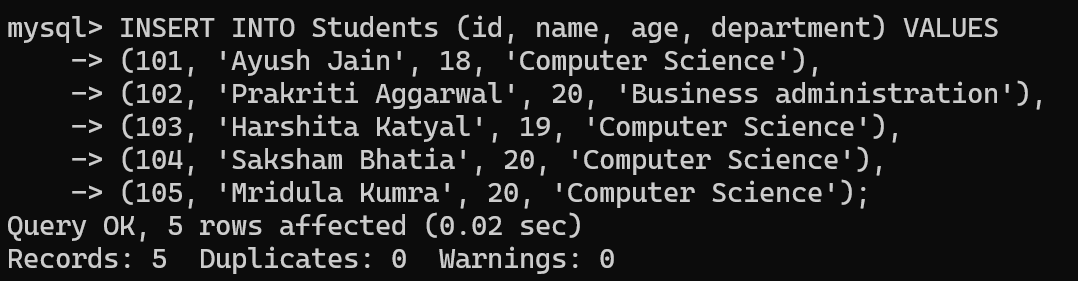 mysql> INSERT INTO Students (id, name, age, department) VALUES
    -> (101, 'Ayush Jain', 18, 'Computer Science'),
    -> (102, 'Prakriti Aggarwal', 20, 'Business administration'),
    -> (103, 'Harshita Katyal', 19, 'Computer Science'),
    -> (104, 'Saksham Bhatia', 20, 'Computer Science'),
    -> (105, 'Mridula Kumra', 20, 'Computer Science');
Query OK, 5 rows affected (0.02 sec)
Records: 5  Duplicates: 0  Warnings: 0